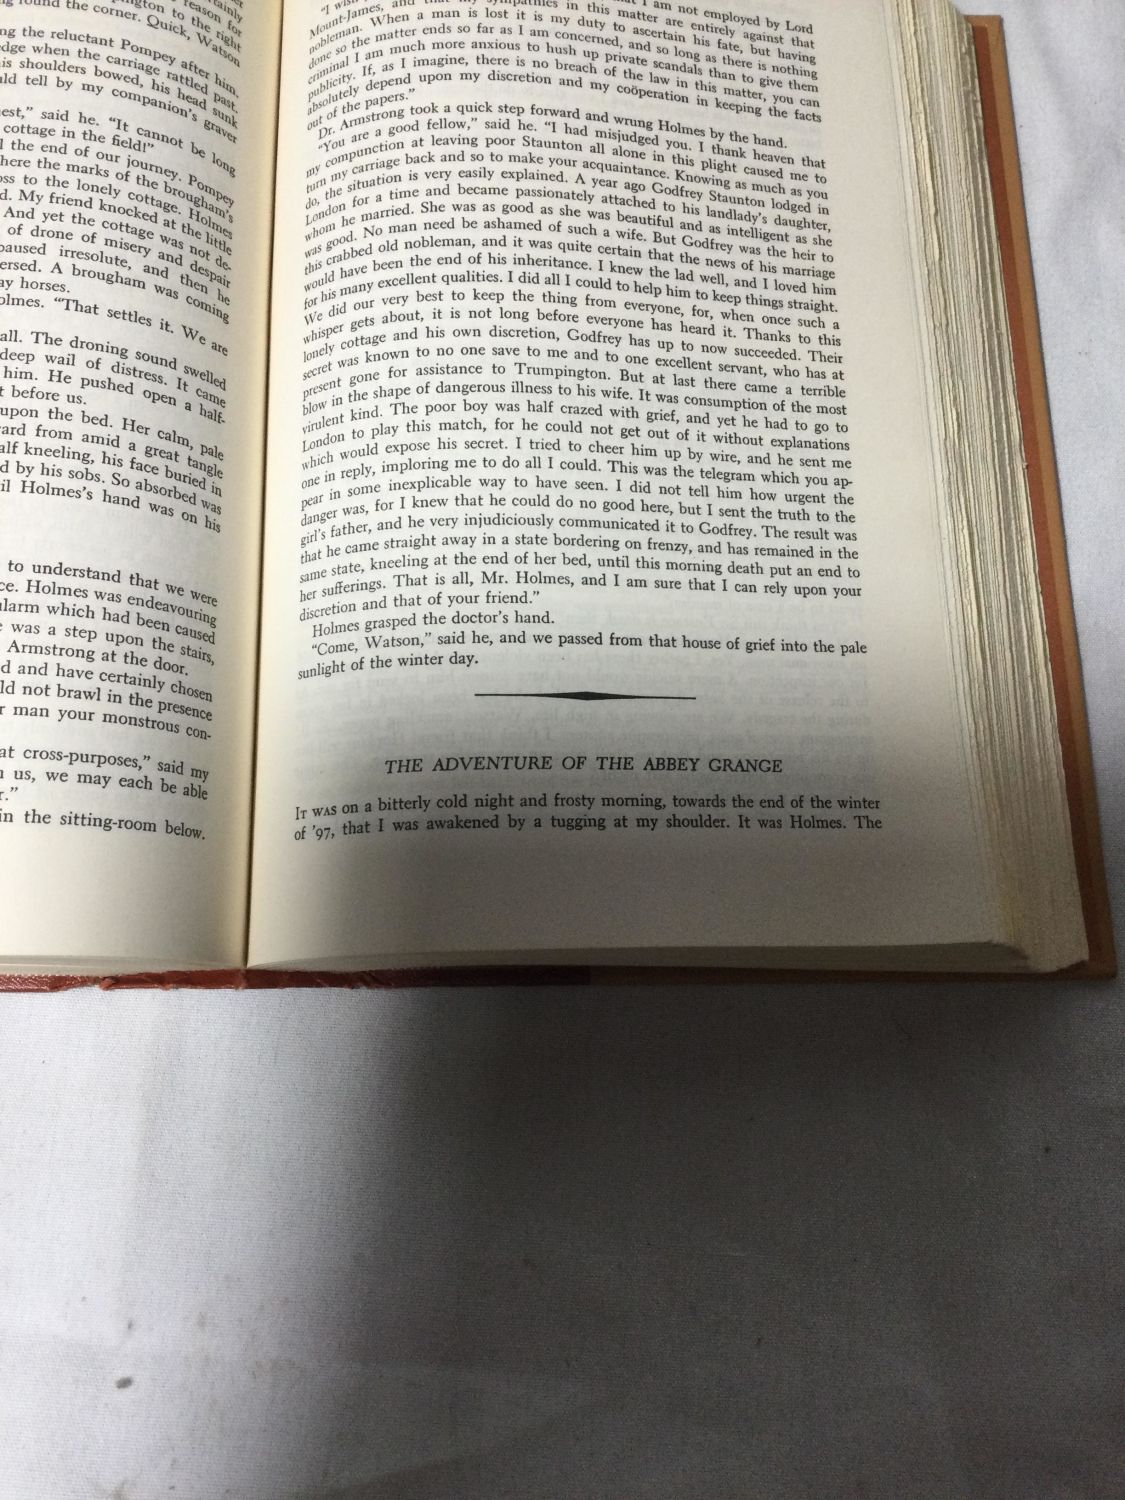 ertainly
reason for
ington to the right
ng round the corner. Quick, Watson
ng the reluctant Pompey after him.
edge when the carriage rattled past.
is shoulders bowed, his head sunk
ld tell by my companion's graver
est," said he. "It cannot be long
cottage in the field!"
l the end of our journey. Pompey
here the marks of the brougham's
oss to the lonely cottage. Holmes
d. My friend knocked at the little
And yet the cottage was not de-
of drone of misery and despair
paused irresolute, and then he
ersed. A brougham was coming
ay horses.
olmes. "That settles it. We are
all. The droning sound swelled
deep wail of distress. It came
him. He pushed open a half-
t before us.
upon the bed. Her calm, pale
ard from amid a great tangle
alf kneeling, his face buried in
d by his sobs. So absorbed was
il Holmes's hand was on his
to understand that we were
ce. Holmes was endeavouring
larm which had been caused
e was a step upon the stairs,
Armstrong at the door.
d and have certainly chosen
ld not brawl in the presence
r man your monstrous con-
at cross-purposes," said my
n us, we may each be able
r."
in the sitting-room below.
"I wish I am not employed by Lord
Mount-James, and that my sympathies in this matter are entirely against that
nobleman. When a man is lost it is my duty to ascertain his fate, but having
done so the matter ends so far as I am concerned, and so long as there is nothing
criminal I am much more anxious to hush up private scandals than to give them
publicity. If, as I imagine, there is no breach of the law in this matter, you can
absolutely depend upon my discretion and my coöperation in keeping the facts
out of the papers."
Dr. Armstrong took a quick step forward and wrung Holmes by the hand.
"You are a good fellow," said he. "I had misjudged you. I thank heaven that
my compunction at leaving poor Staunton all alone in this plight caused me to
turn my carriage back and so to make your acquaintance. Knowing as much as you
do, the situation is very easily explained. A year ago Godfrey Staunton lodged in
London for a time and became passionately attached to his landlady's daughter,
whom he married. She was as good as she was beautiful and as intelligent as she
was good. No man need be ashamed of such a wife. But Godfrey was the heir to
this crabbed old nobleman, and it was quite certain that the news of his marriage
would have been the end of his inheritance. I knew the lad well, and I loved him
for his many excellent qualities. I did all I could to help him to keep things straight.
We did our very best to keep the thing from everyone, for, when once such a
whisper gets about, it is not long before everyone has heard it. Thanks to this
lonely cottage and his own discretion, Godfrey has up to now succeeded. Their
secret was known to no one save to me and to one excellent servant, who has at
present gone for assistance to Trumpington. But at last there came a terrible
blow in the shape of dangerous illness to his wife. It was consumption of the most
virulent kind. The poor boy was half crazed with grief, and yet he had to go to
London to play this match, for he could not get out of it without explanations
which would expose his secret. I tried to cheer him up by wire, and he sent me
one in reply, imploring me to do all I could. This was the telegram which you ap-
pear in some inexplicable way to have seen. I did not tell him how urgent the
danger was, for I knew that he could do no good here, but I sent the truth to the
girl's father, and he very injudiciously communicated it to Godfrey. The result was
that he came straight away in a state bordering on frenzy, and has remained in the
same state, kneeling at the end of her bed, until this morning death put an end to
her sufferings. That is all, Mr. Holmes, and I am sure that I can rely upon your
discretion and that of your friend."
Holmes grasped the doctor's hand.
"Come, Watson," said he, and we passed from that house of grief into the pale
sunlight of the winter day.
THE ADVENTURE OF THE ABBEY GRANGE
IT WAS on a bitterly cold night and frosty morning, towards the end of the winter
of '97, that I was awakened by a tugging at my shoulder. It was Holmes. The